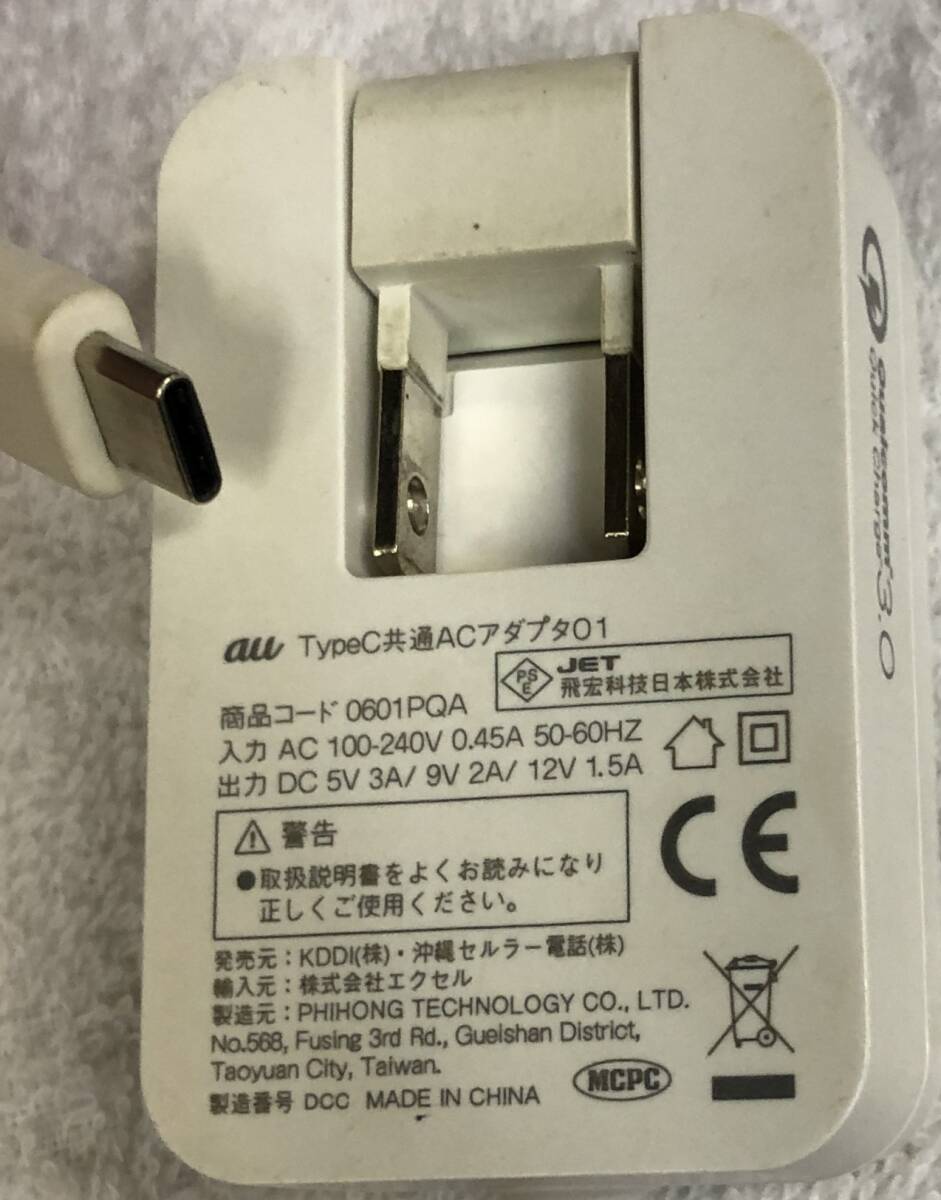 au TypeC共通ACアダプタ01
PSE JET
飛宏科技日本株式会社
商品コード 0601PQA
入力 AC 100-240V 0.45A 50-60HZ
出力 DC 5V 3A/ 9V 2A/ 12V 1.5A
警告
●取扱説明書をよくお読みになり
正しくご使用ください。
CE
発売元：KDDI(株)・沖縄セルラー電話(株)
輸入元：株式会社エクセル
製造元：PHIHONG TECHNOLOGY CO., LTD.
No.568, Fusing 3rd Rd., Gueishan District,
Taoyuan City, Taiwan.
製造番号 DCC MADE IN CHINA
MCPC
Qualcomm
Quick Charge 3.0